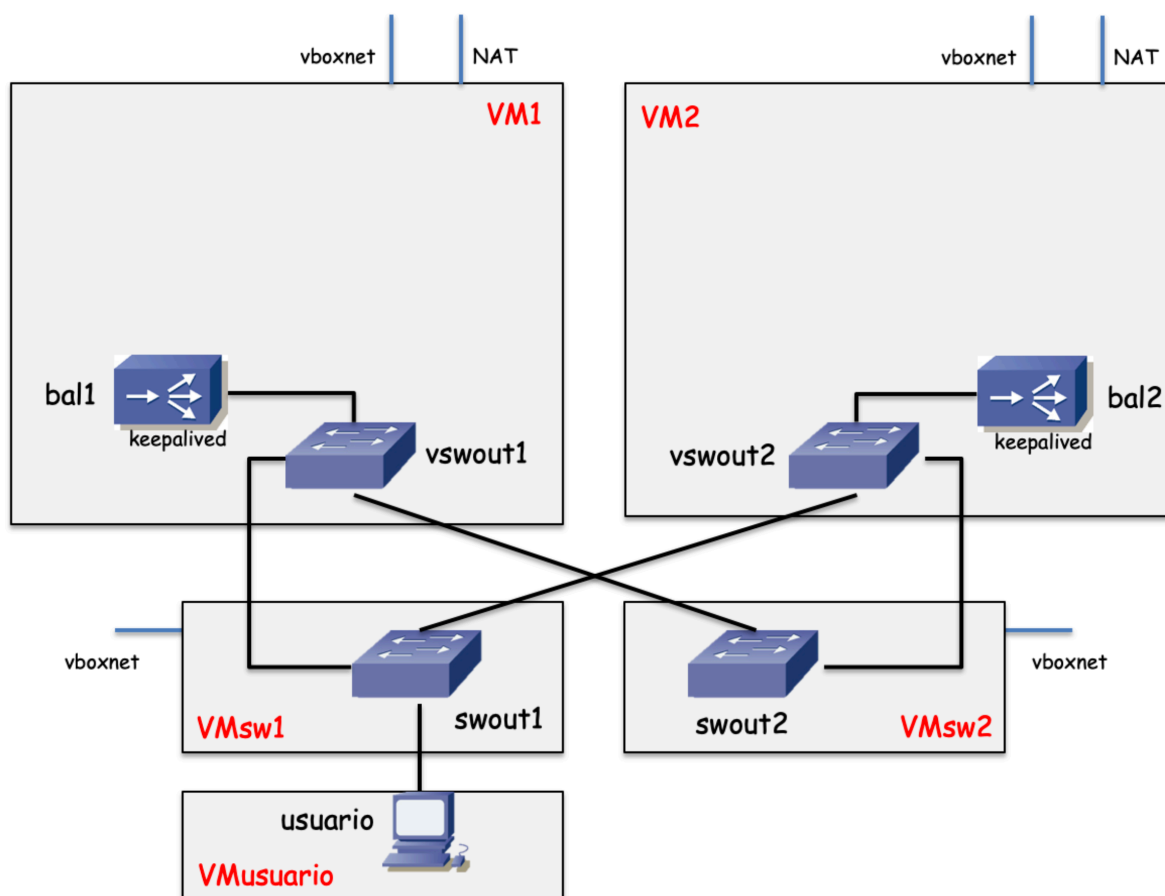 vboxnet
NAT
vboxnet
NAT
VM1
VM2
bal1
keepalived
vswout1
vswout2
bal2
keepalived
vboxnet
swout1
VMsw1
swout2
VMsw2
vboxnet
usuario
VMusuario